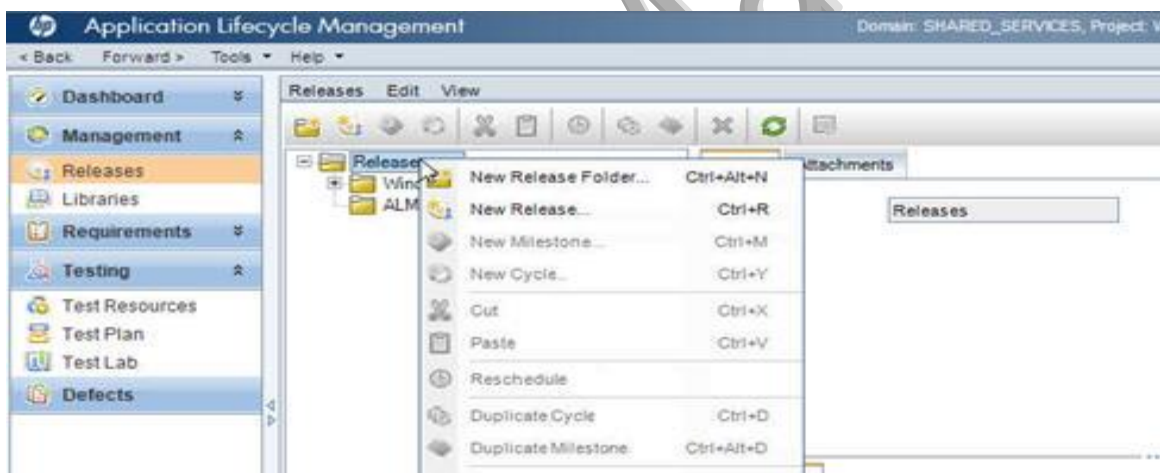 hp Application Lifecycle Management Domain: SHARED_SERVICES, Project:
< Back Forward > Tools Help
Dashboard
Management
Releases
Libraries
Requirements
Testing
Test Resources
Test Plan
Test Lab
Defects
Releases Edit View
Releases
ALM
Attachments
Releases
New Release Folder... Ctrl+Alt+N
New Release... Ctrl+R
New Milestone... Ctrl+M
New Cycle... Ctrl+Y
Cut Ctrl+X
Paste Ctrl+V
Reschedule
Duplicate Cycle Ctrl+D
Duplicate Milestone Ctrl+Alt+D